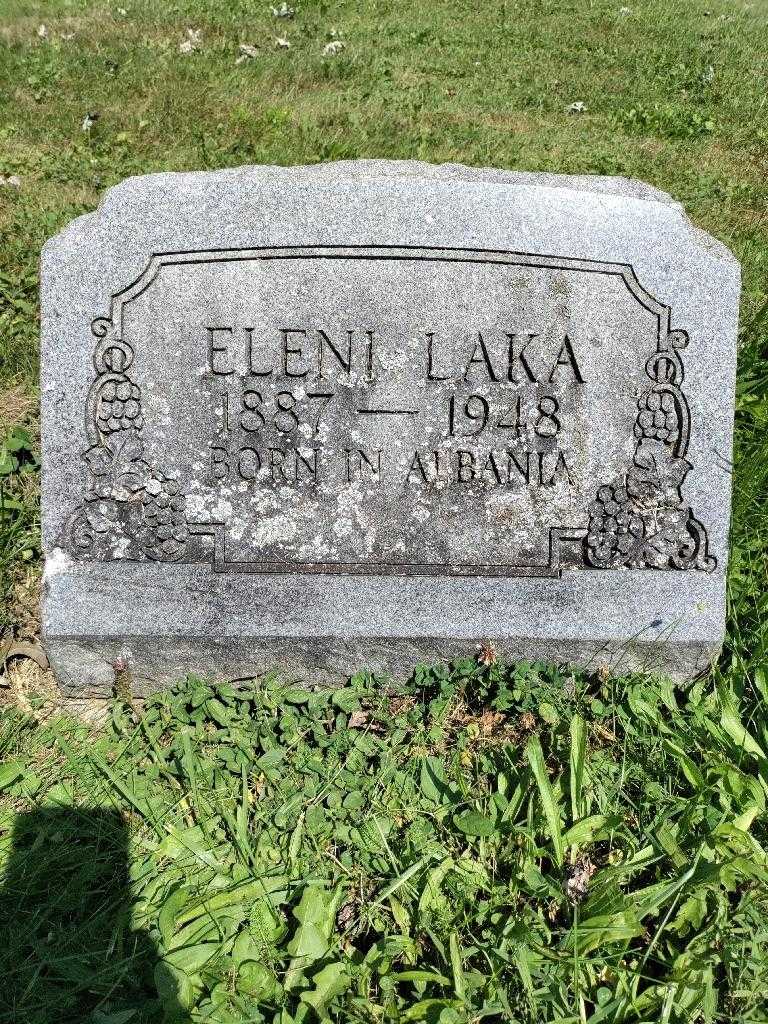 ELENI LAKA
1887 — 1948
BORN IN ALBANIA